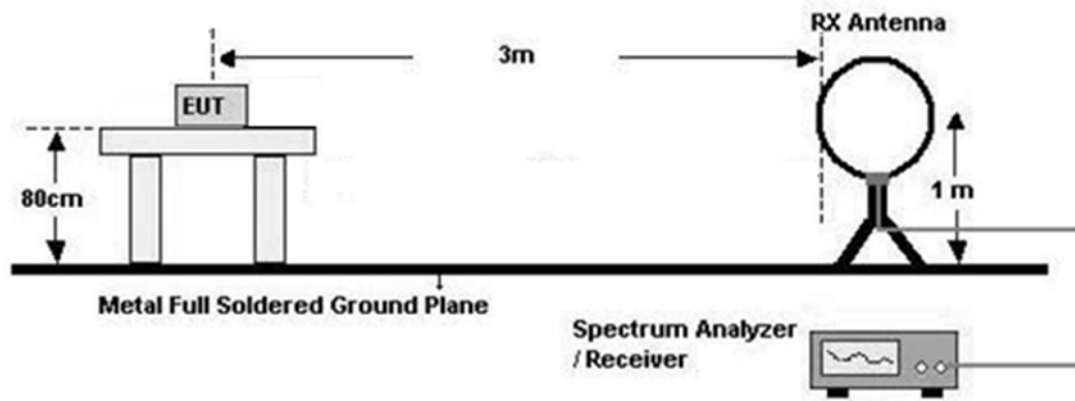 RX Antenna
3m
EUT
80cm
1 m
Metal Full Soldered Ground Plane
Spectrum Analyzer
/ Receiver